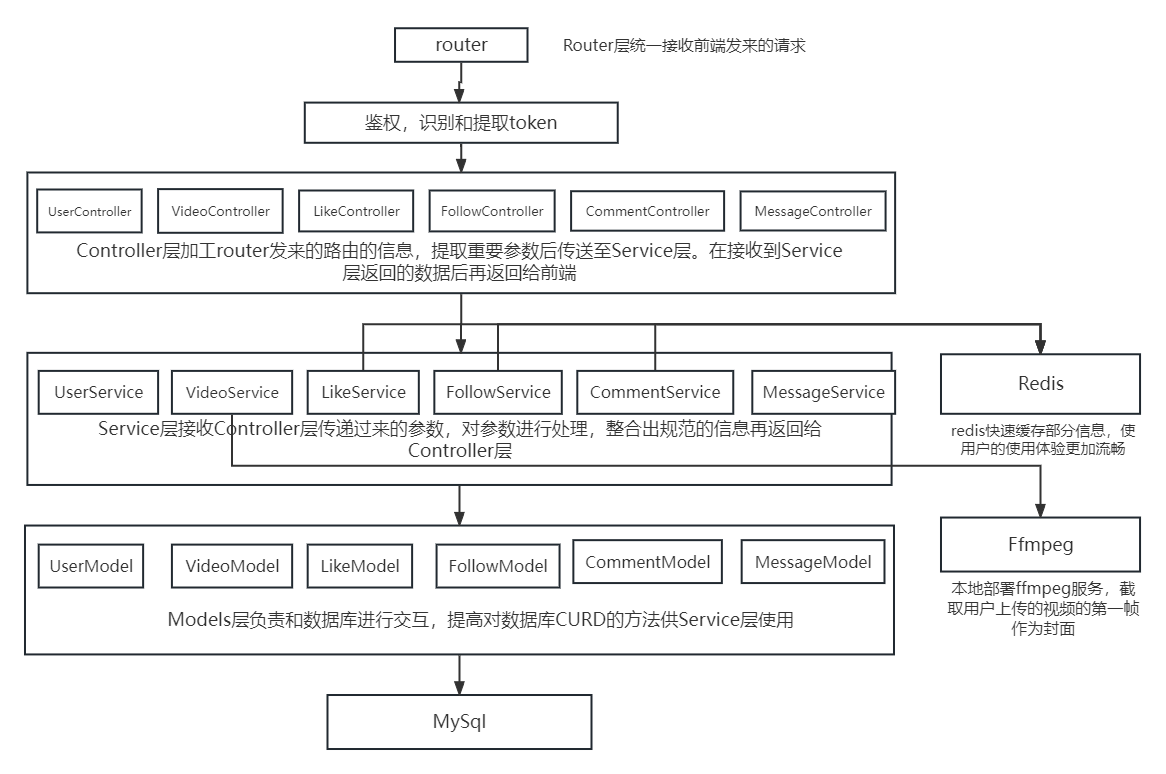 router
Router层统一接收前端发来的请求
鉴权，识别和提取token
UserController
VideoController
LikeController
FollowController
CommentController
MessageController
Controller层加工router发来的路由的信息，提取重要参数后传送至Service层。在接收到Service
层返回的数据后再返回给前端
UserService
VideoService
LikeService
FollowService
CommentService
MessageService
Redis
Service层接收Controller层传递过来的参数，对参数进行处理，整合出规范的信息再返回给
Controller层
redis快速缓存部分信息，使
用户的使用体验更加流畅
Ffmpeg
UserModel
VideoModel
LikeModel
FollowModel
CommentModel
MessageModel
本地部署ffmpeg服务，截
取用户上传的视频的第一帧
作为封面
Models层负责和数据库进行交互，提高对数据库CURD的方法供Service层使用
MySql